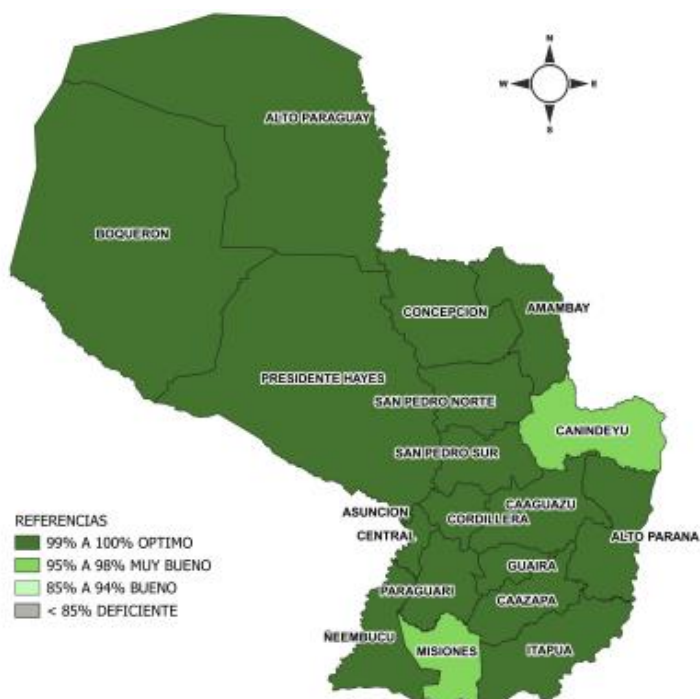 N
W E
S
ALTO PARAGUAY
BOQUERON
CONCEPCION
AMAMBAY
PRESIDENTE HAYES
SAN PEDRO NORTE
CANINDEYU
SAN PEDRO SUR
CAAGUAZU
ASUNCION
CORDILLERA
CENTRAL
ALTO PARANA
GUAIRA
PARAGUARI
CAAZAPA
ÑEEMBUCU
MISIONES
ITAPUA
REFERENCIAS
99% A 100% OPTIMO
95% A 98% MUY BUENO
85% A 94% BUENO
< 85% DEFICIENTE